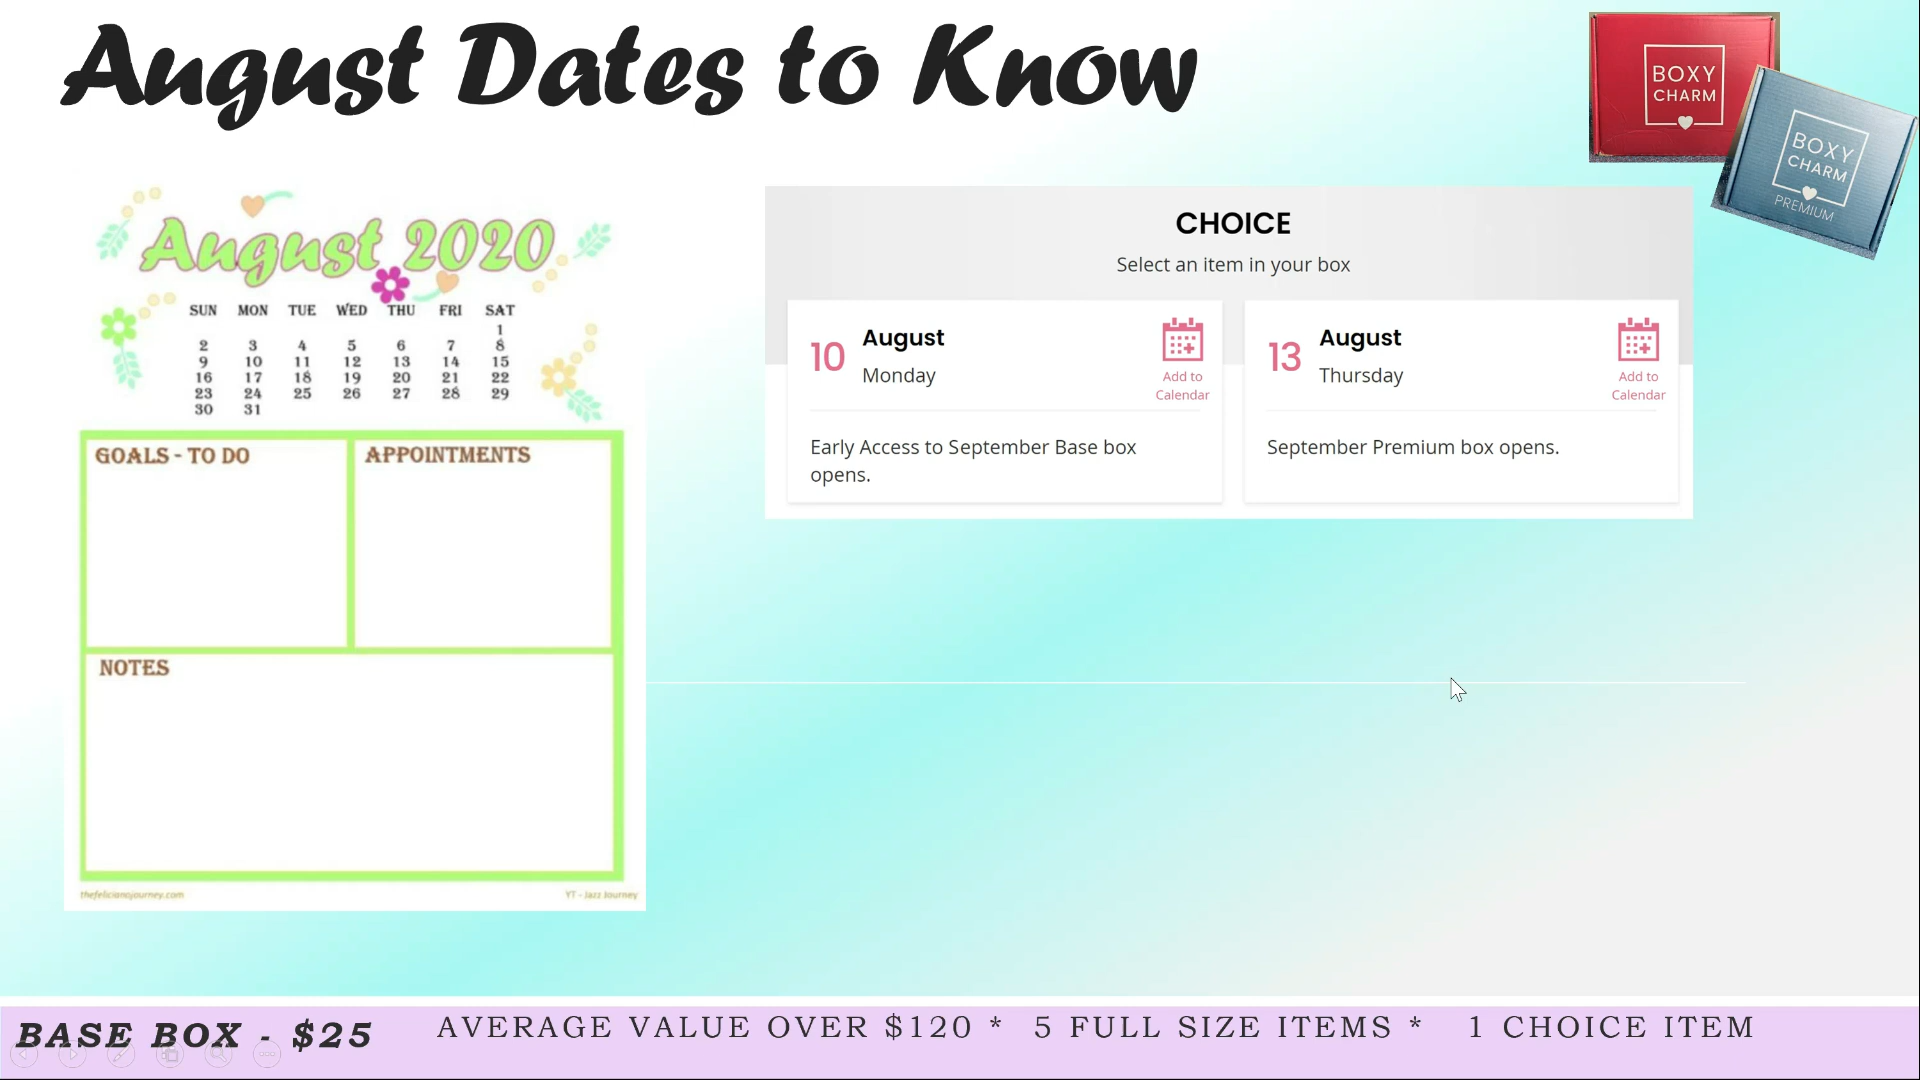 August Dates to Know
BOXY
CHARM
BOXY
CHARM
PREMIUM
August 2020
SUN MON TUE WED THU FRI SAT
1
2 3 4 5 6 7 8
9 10 11 12 13 14 15
16 17 18 19 20 21 22
23 24 25 26 27 28 29
30 31
GOALS - TO DO
APPOINTMENTS
NOTES
thefelicianojourney.com
YT - Jazz Journey
CHOICE
Select an item in your box
10 August
Monday
Add to
Calendar
Early Access to September Base box
opens.
13 August
Thursday
Add to
Calendar
September Premium box opens.
BASE BOX - $25
AVERAGE VALUE OVER $120 * 5 FULL SIZE ITEMS * 1 CHOICE ITEM